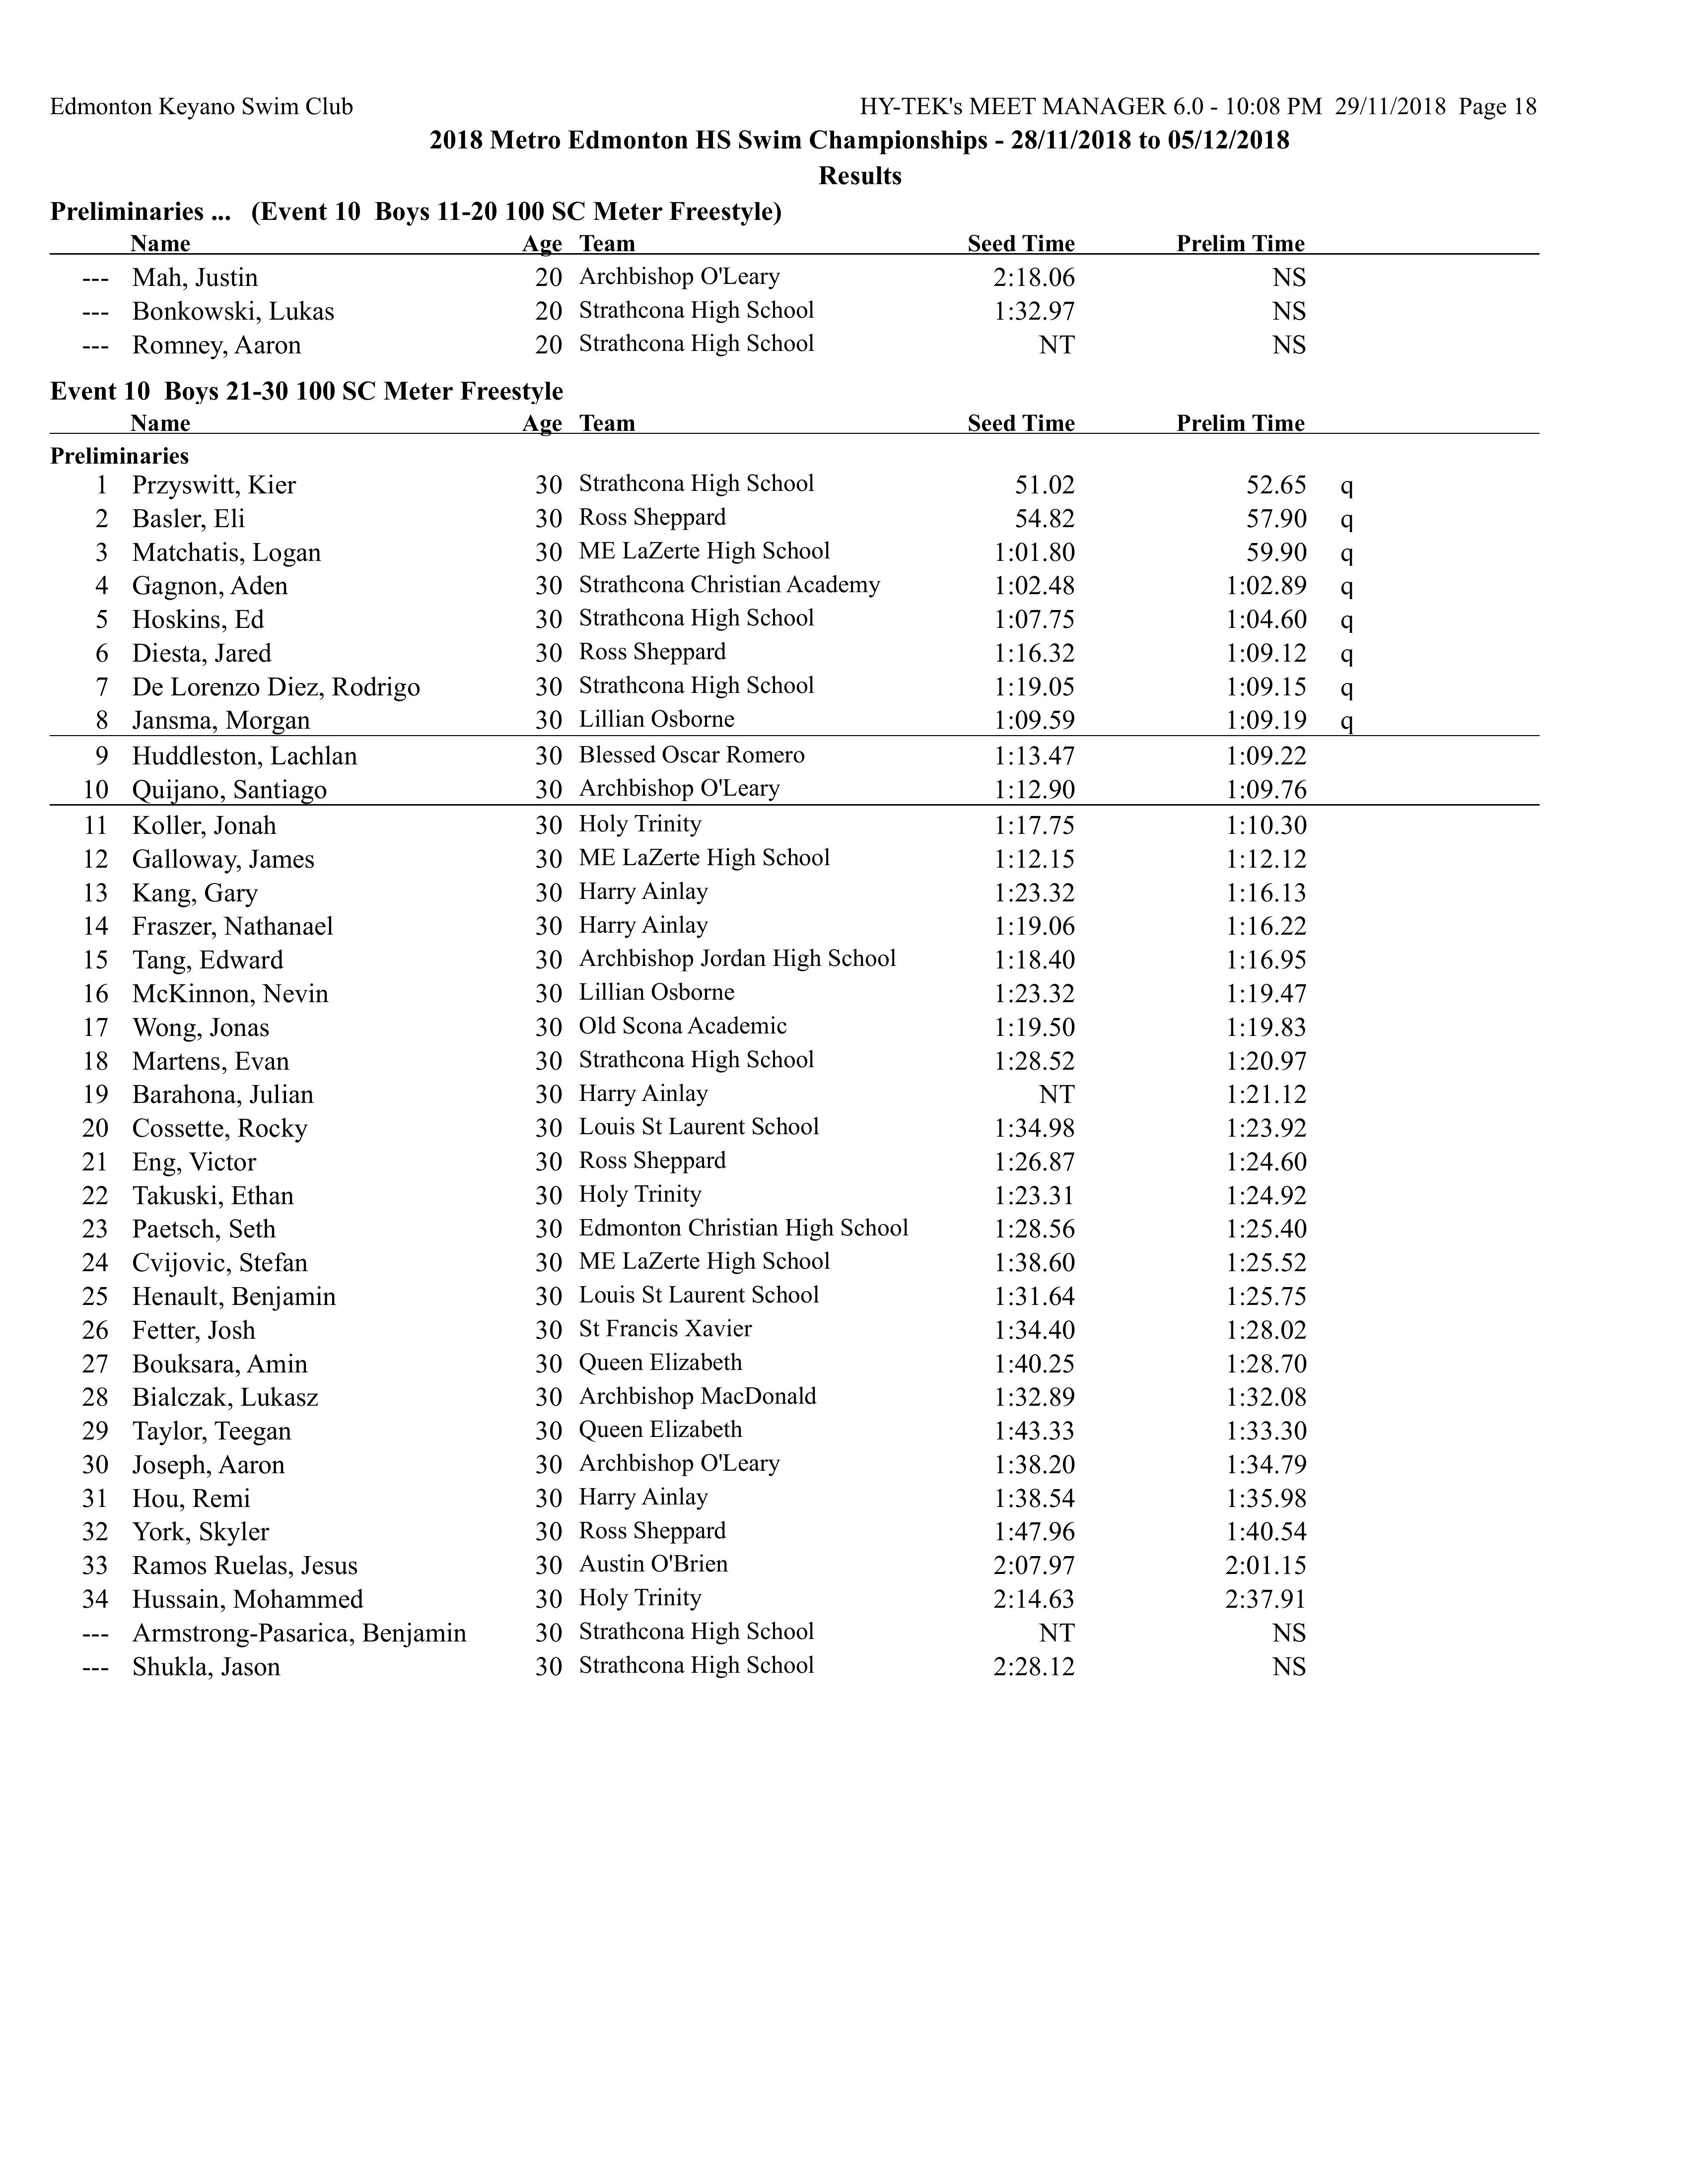 Edmonton Keyano Swim Club HY-TEK's MEET MANAGER 6.0 - 10:08 PM 29/11/2018 Page 18
2018 Metro Edmonton HS Swim Championships - 28/11/2018 to 05/12/2018
Results
Preliminaries ... (Event 10 Boys 11-20 100 SC Meter Freestyle)
Name Age Team Seed Time Prelim Time
--- Mah, Justin 20 Archbishop O'Leary 2:18.06 NS
--- Bonkowski, Lukas 20 Strathcona High School 1:32.97 NS
--- Romney, Aaron 20 Strathcona High School NT NS
Event 10 Boys 21-30 100 SC Meter Freestyle
Name Age Team Seed Time Prelim Time
Preliminaries
1 Przyswitt, Kier 30 Strathcona High School 51.02 52.65 q
2 Basler, Eli 30 Ross Sheppard 54.82 57.90 q
3 Matchatis, Logan 30 ME LaZerte High School 1:01.80 59.90 q
4 Gagnon, Aden 30 Strathcona Christian Academy 1:02.48 1:02.89 q
5 Hoskins, Ed 30 Strathcona High School 1:07.75 1:04.60 q
6 Diesta, Jared 30 Ross Sheppard 1:16.32 1:09.12 q
7 De Lorenzo Diez, Rodrigo 30 Strathcona High School 1:19.05 1:09.15 q
8 Jansma, Morgan 30 Lillian Osborne 1:09.59 1:09.19 q
9 Huddleston, Lachlan 30 Blessed Oscar Romero 1:13.47 1:09.22
10 Quijano, Santiago 30 Archbishop O'Leary 1:12.90 1:09.76
11 Koller, Jonah 30 Holy Trinity 1:17.75 1:10.30
12 Galloway, James 30 ME LaZerte High School 1:12.15 1:12.12
13 Kang, Gary 30 Harry Ainlay 1:23.32 1:16.13
14 Fraszer, Nathanael 30 Harry Ainlay 1:19.06 1:16.22
15 Tang, Edward 30 Archbishop Jordan High School 1:18.40 1:16.95
16 McKinnon, Nevin 30 Lillian Osborne 1:23.32 1:19.47
17 Wong, Jonas 30 Old Scona Academic 1:19.50 1:19.83
18 Martens, Evan 30 Strathcona High School 1:28.52 1:20.97
19 Barahona, Julian 30 Harry Ainlay NT 1:21.12
20 Cossette, Rocky 30 Louis St Laurent School 1:34.98 1:23.92
21 Eng, Victor 30 Ross Sheppard 1:26.87 1:24.60
22 Takuski, Ethan 30 Holy Trinity 1:23.31 1:24.92
23 Paetsch, Seth 30 Edmonton Christian High School 1:28.56 1:25.40
24 Cvijovic, Stefan 30 ME LaZerte High School 1:38.60 1:25.52
25 Henault, Benjamin 30 Louis St Laurent School 1:31.64 1:25.75
26 Fetter, Josh 30 St Francis Xavier 1:34.40 1:28.02
27 Bouksara, Amin 30 Queen Elizabeth 1:40.25 1:28.70
28 Bialczak, Lukasz 30 Archbishop MacDonald 1:32.89 1:32.08
29 Taylor, Teegan 30 Queen Elizabeth 1:43.33 1:33.30
30 Joseph, Aaron 30 Archbishop O'Leary 1:38.20 1:34.79
31 Hou, Remi 30 Harry Ainlay 1:38.54 1:35.98
32 York, Skyler 30 Ross Sheppard 1:47.96 1:40.54
33 Ramos Ruelas, Jesus 30 Austin O'Brien 2:07.97 2:01.15
34 Hussain, Mohammed 30 Holy Trinity 2:14.63 2:37.91
--- Armstrong-Pasarica, Benjamin 30 Strathcona High School NT NS
--- Shukla, Jason 30 Strathcona High School 2:28.12 NS